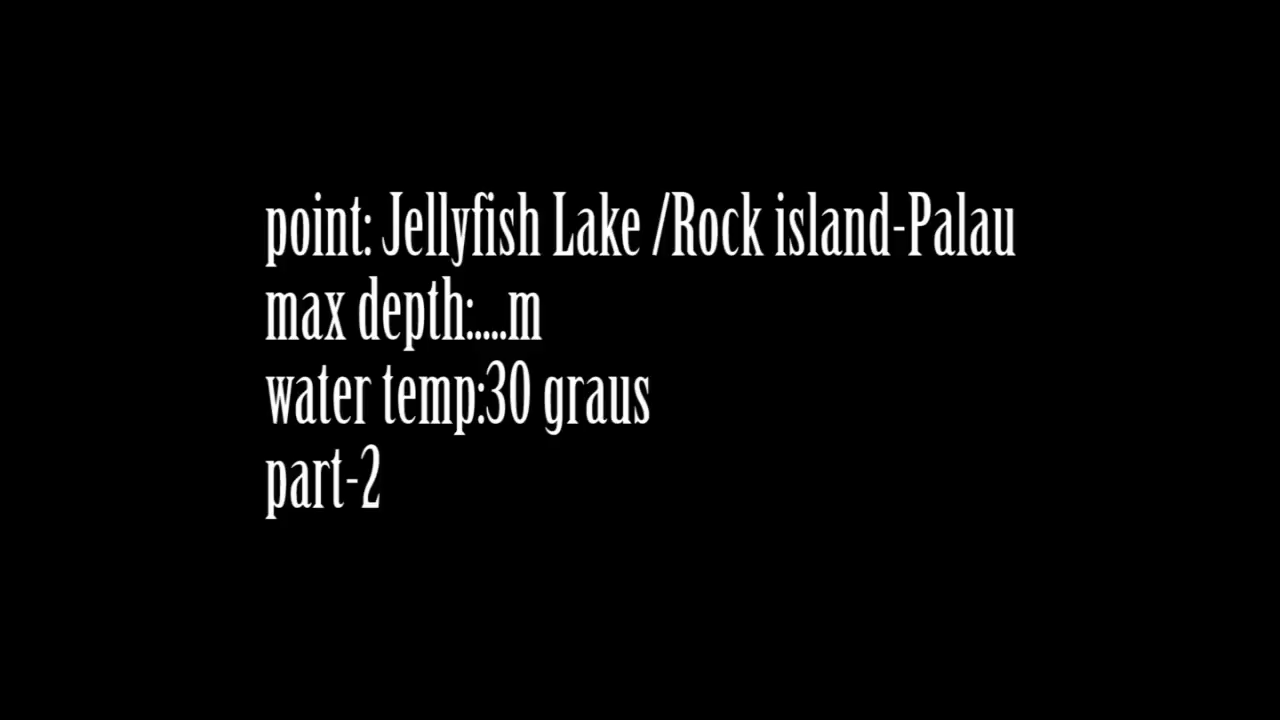 point: Jellyfish Lake /Rock island-Palau
max depth:.....m
water temp:30 graus
part-2